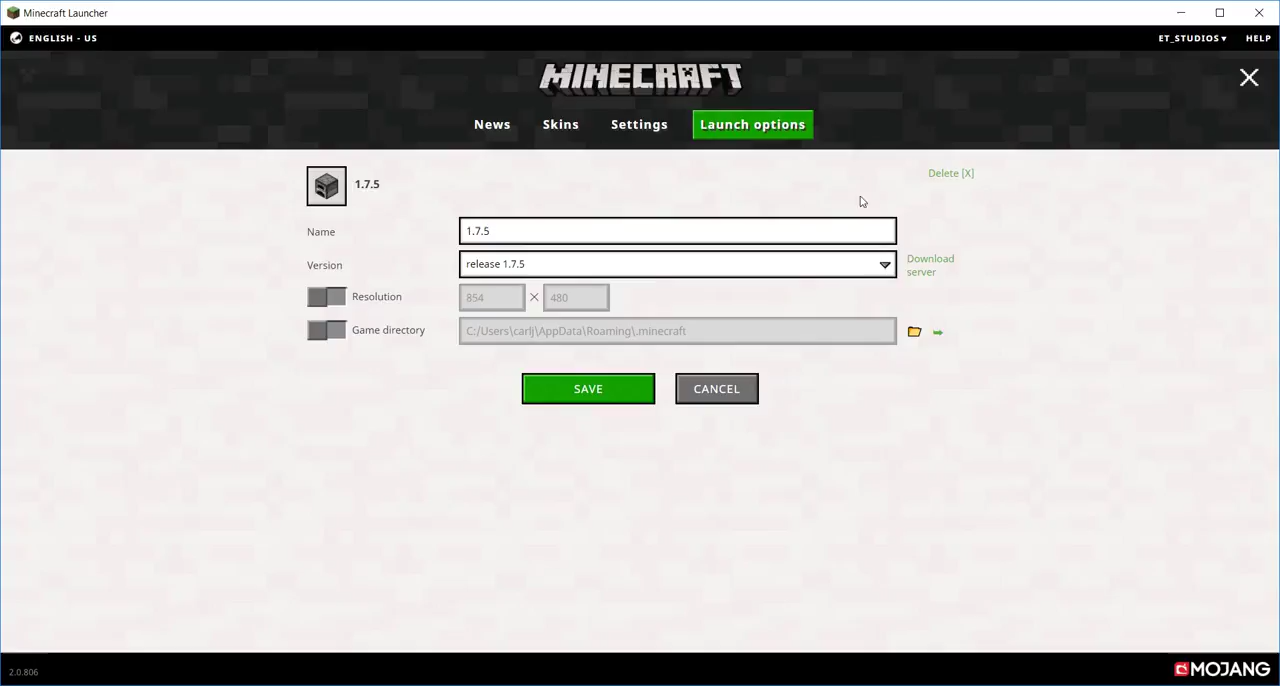 Minecraft Launcher
ENGLISH - US
ET_STUDIOS▾
HELP
MINECRAFT
News
Skins
Settings
Launch options
1.7.5
Delete [X]
Name
1.7.5
Version
release 1.7.5
Download
server
Resolution
854
480
Game directory
C:/Users\carlj\AppData\Roaming\.minecraft
SAVE
CANCEL
2.0.806
MOJANG